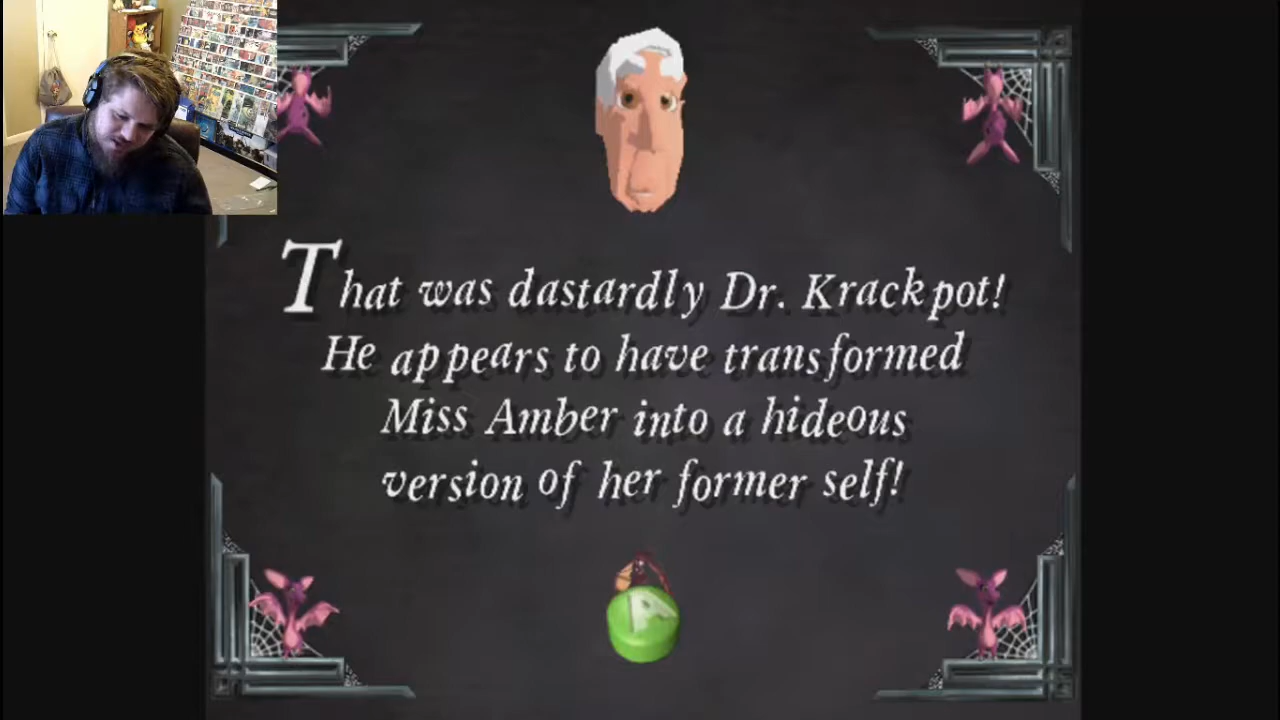 That was dastardly Dr. Krackpot!
He appears to have transformed
Miss Amber into a hideous
version of her former self!
A